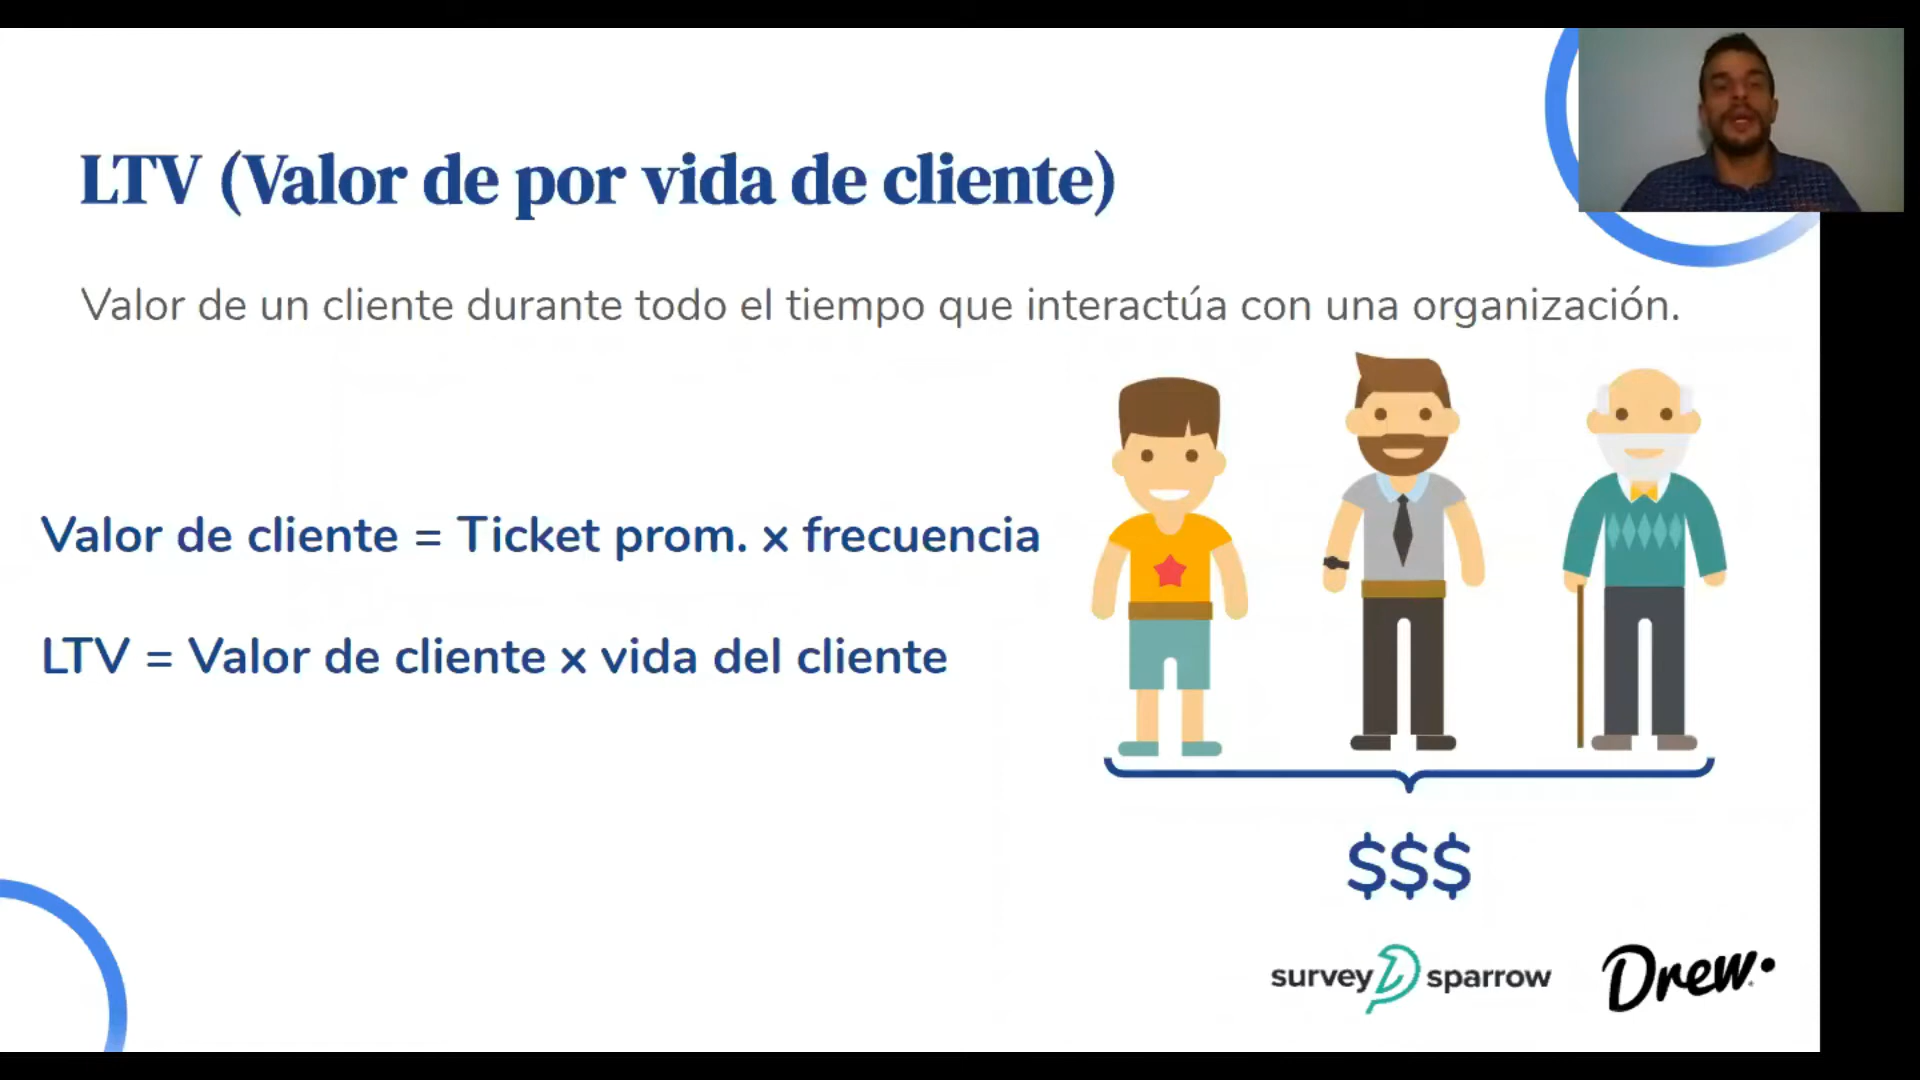 LTV (Valor de por vida de cliente)
Valor de un cliente durante todo el tiempo que interactúa con una organización.
Valor de cliente = Ticket prom. x frecuencia
LTV = Valor de cliente x vida del cliente
$$$
survey sparrow
Drew